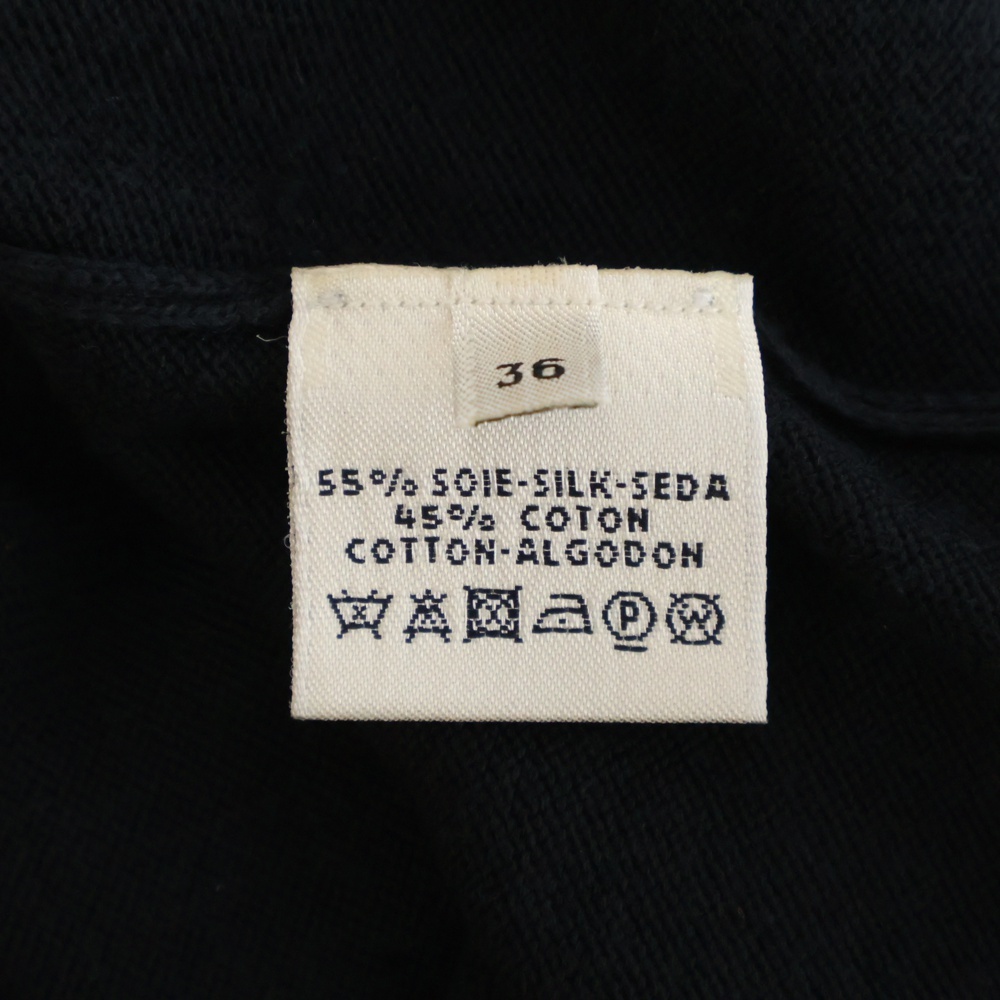 36
55% SOIE-SILK-SEDA
45% COTON
COTTON-ALGODON
P W